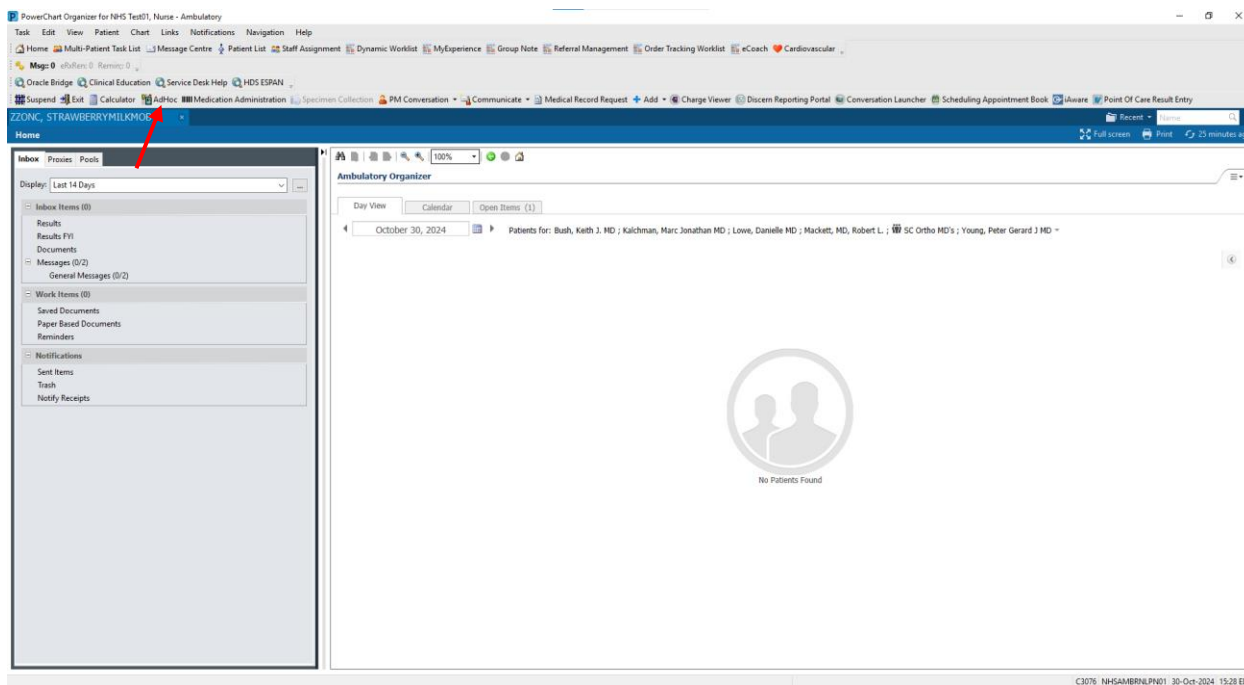 PowerChart Organizer for NHS Test01, Nurse - Ambulatory
Task Edit View Patient Chart Links Notifications Navigation Help
Home Multi-Patient Task List Message Centre Patient List Staff Assignment Dynamic Worklist MyExperience Group Note Referral Management Order Tracking Worklist eCoach Cardiovascular
Msg: 0 eRxRen: 0 Remin: 0
Oracle Bridge Clinical Education Service Desk Help HDS ESPAN
Suspend Exit Calculator AdHoc Medication Administration Specimen Collection PM Conversation Communicate Medical Record Request Add Charge Viewer Discern Reporting Portal Conversation Launcher Scheduling Appointment Book iAware Point Of Care Result Entry
ZZONC, STRAWBERRYMILKMOE × Recent Name
Home Full screen Print 25 minutes a
Inbox Proxies Pools
100%
Ambulatory Organizer
Display: Last 14 Days ...
Day View Calendar Open Items (1)
October 30, 2024 Patients for: Bush, Keith J. MD ; Kalchman, Marc Jonathan MD ; Lowe, Danielle MD ; Mackett, MD, Robert L. ; SC Ortho MD's ; Young, Peter Gerard J MD
Inbox Items (0)
Results
Results FYI
Documents
Messages (0/2)
General Messages (0/2)
Work Items (0)
Saved Documents
Paper Based Documents
Reminders
Notifications
Sent Items
Trash
Notify Receipts
No Patients Found
C3076 NHSAMBRNLPN01 30-Oct-2024 15:28